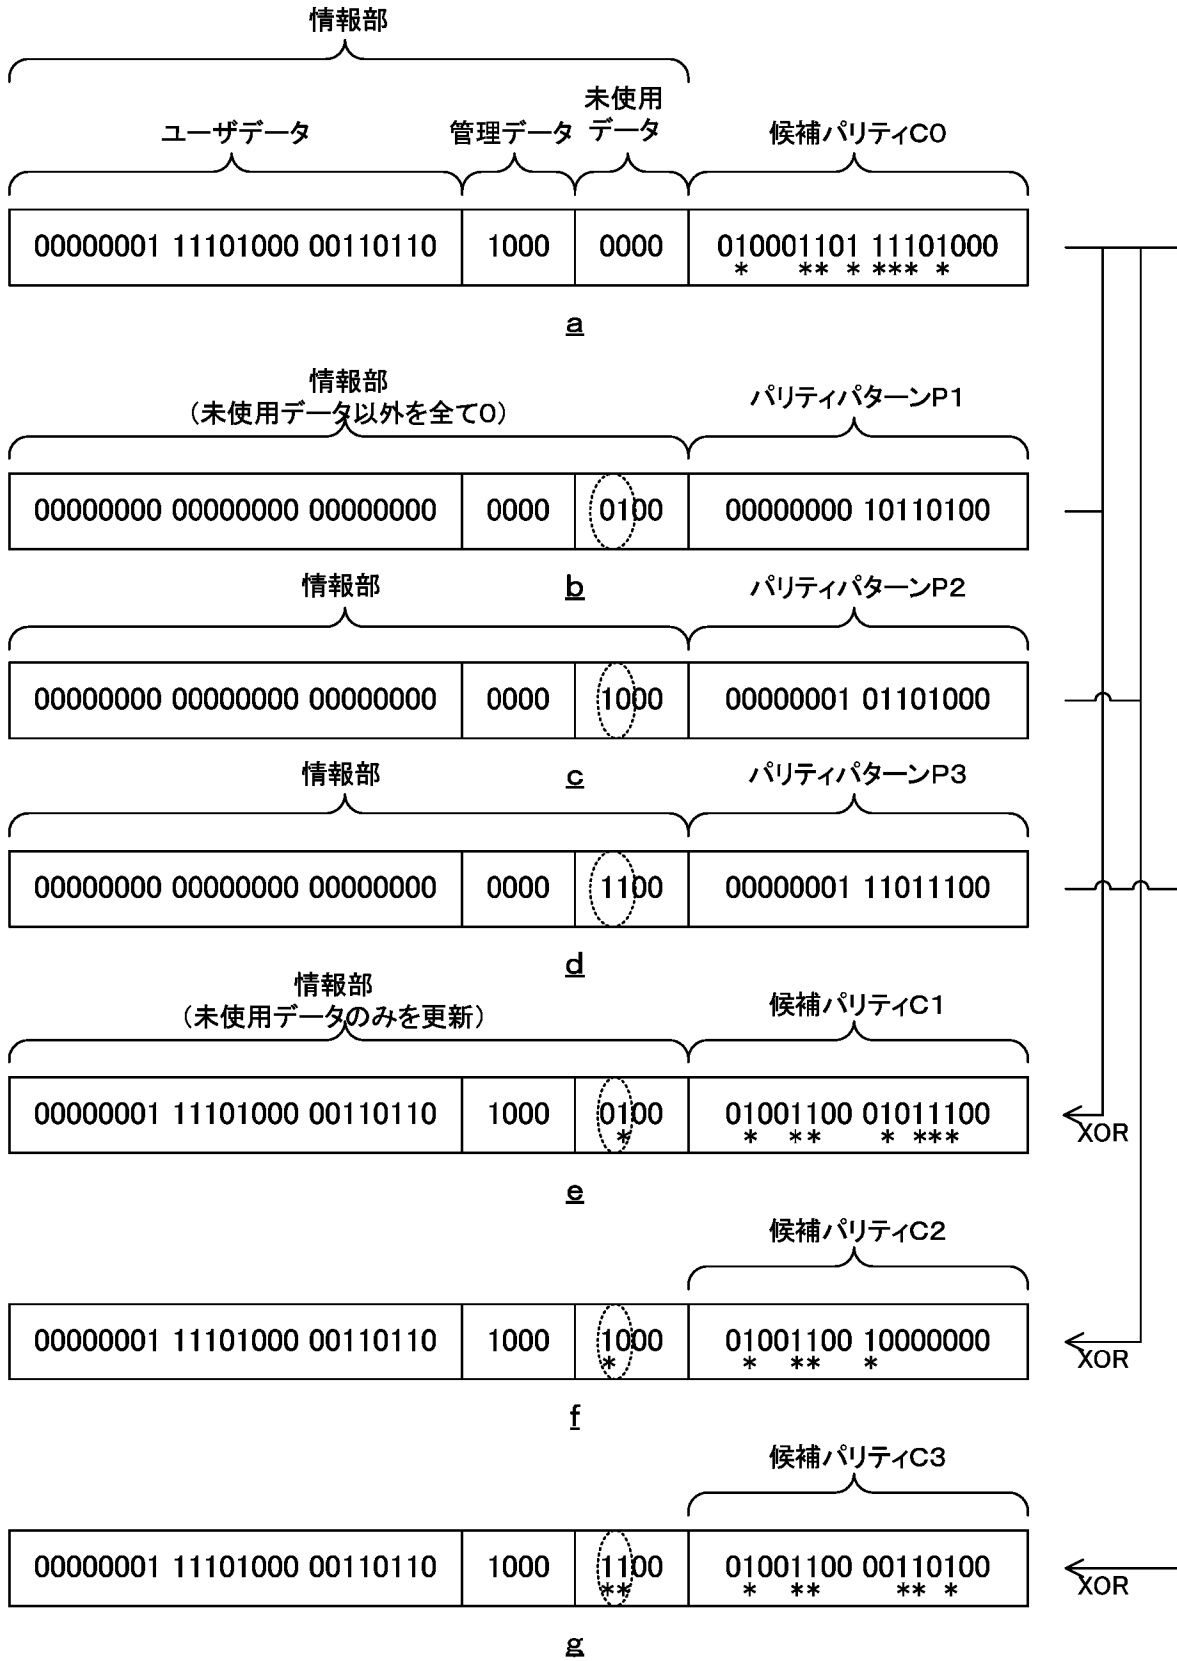 情報部
未使用
ユーザデータ 管理データ データ 候補パリティC0
00000001 11101000 00110110 1000 0000 010001101 11101000
* ** * *** *
a
情報部
(未使用データ以外を全て0) パリティパターンP1
00000000 00000000 00000000 0000 0100 00000000 10110100
b
情報部 パリティパターンP2
00000000 00000000 00000000 0000 1000 00000001 01101000
c
情報部 パリティパターンP3
00000000 00000000 00000000 0000 1100 00000001 11011100
d
情報部
(未使用データのみを更新) 候補パリティC1
00000001 11101000 00110110 1000 0100 01001100 01011100
* * ** * ***
XOR
e
候補パリティC2
00000001 11101000 00110110 1000 1000 01001100 10000000
* * ** *
XOR
f
候補パリティC3
00000001 11101000 00110110 1000 1100 01001100 00110100
** * ** ** *
XOR
g